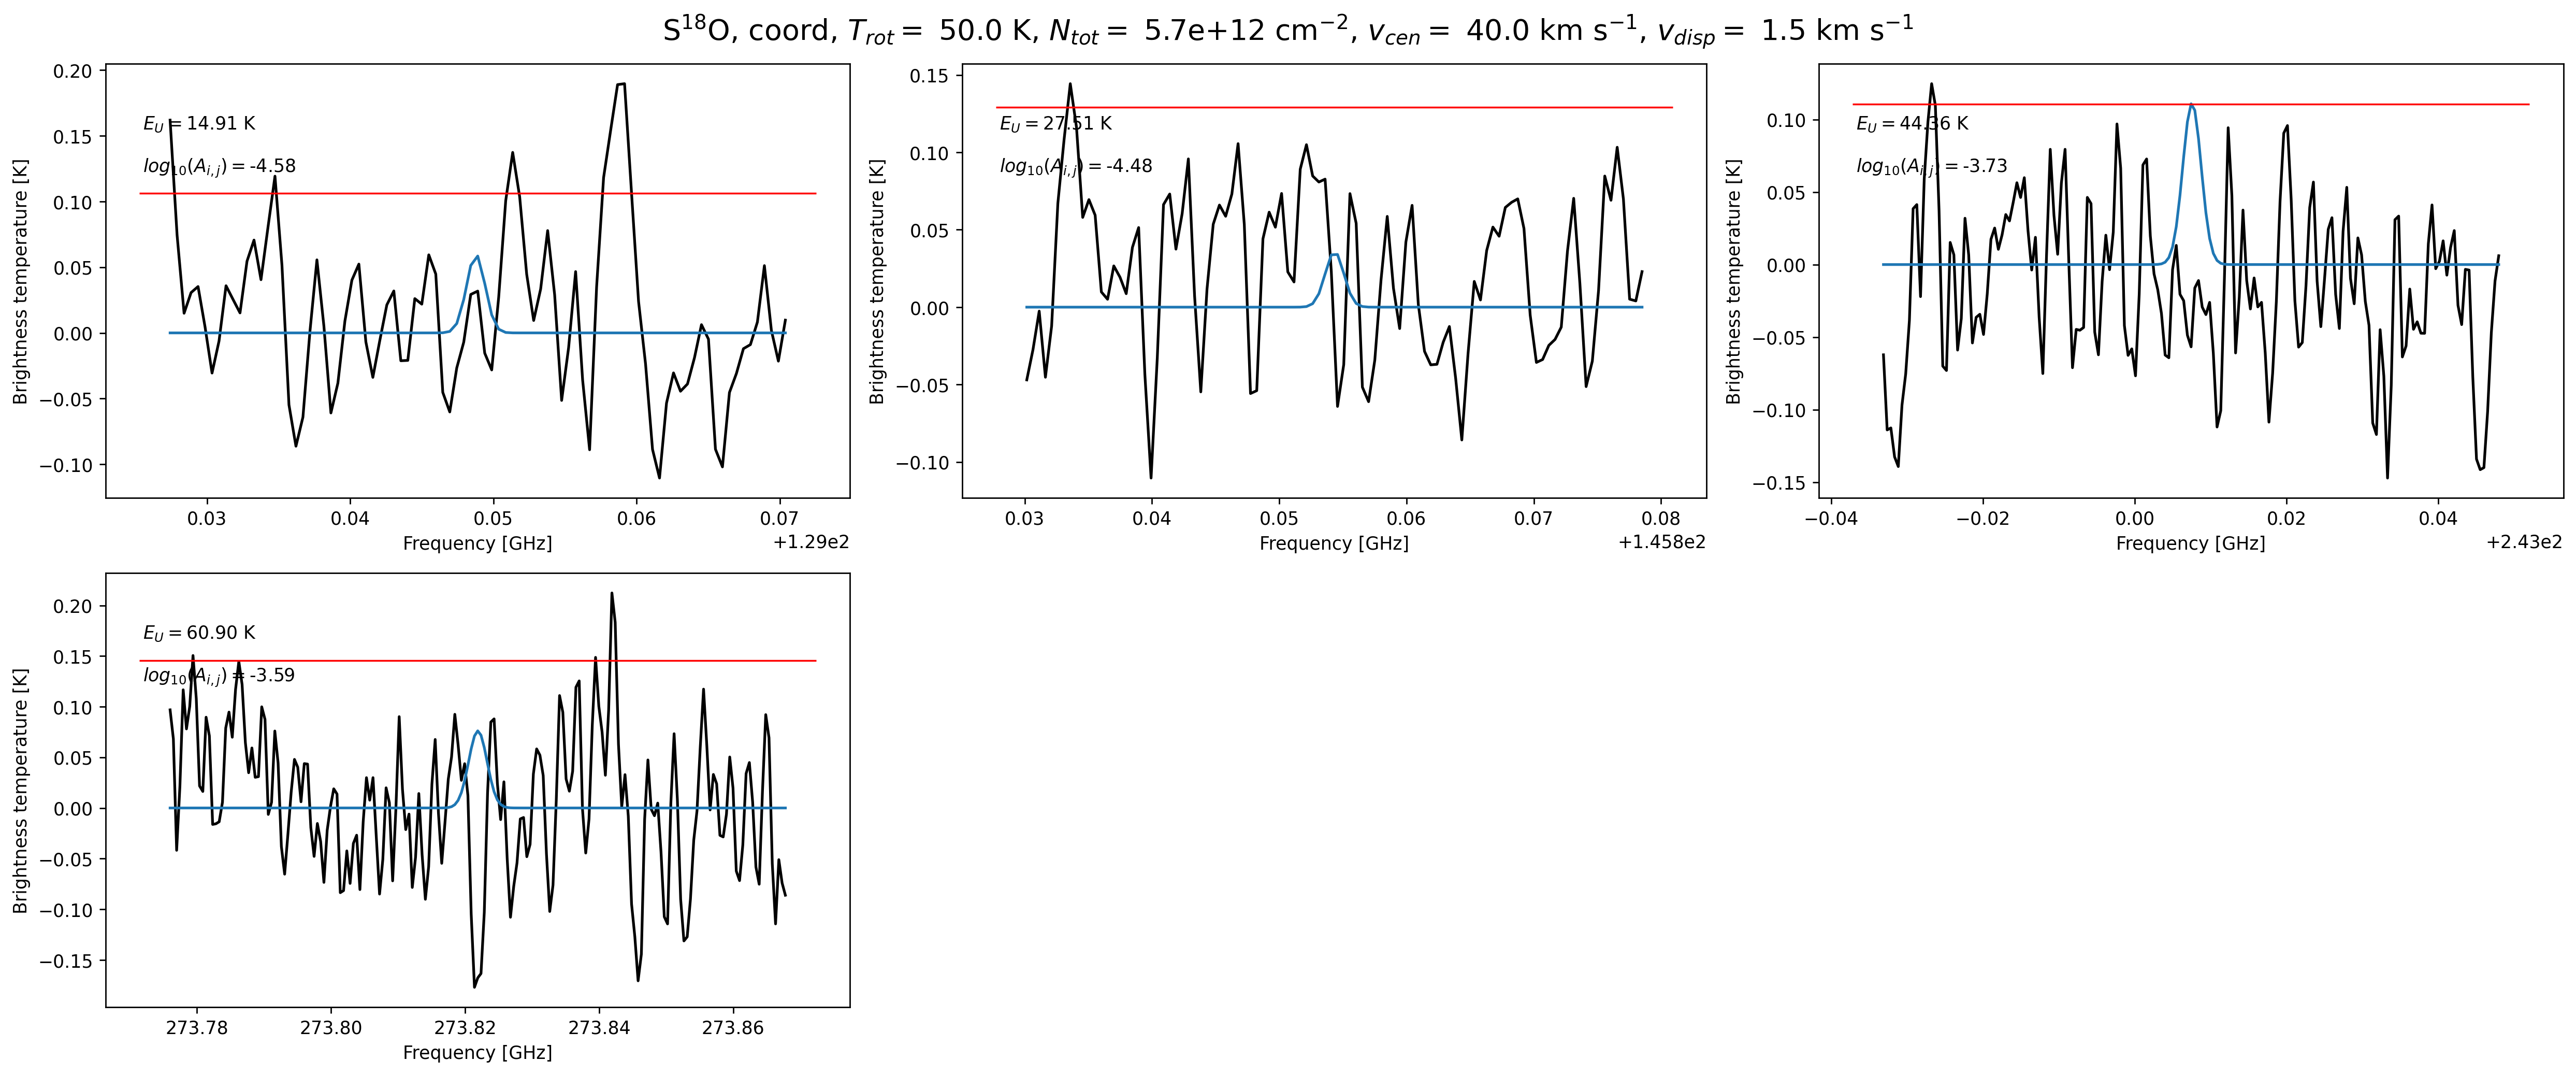 S¹⁸O, coord, T_rot = 50.0 K, N_tot = 5.7e+12 cm⁻², v_cen = 40.0 km s⁻¹, v_disp = 1.5 km s⁻¹
0.20
0.15
0.10
0.05
0.00
−0.05
−0.10
Brightness temperature [K]
E_U = 14.91 K
log₁₀(A_i,j) = -4.58
0.03 0.04 0.05 0.06 0.07
Frequency [GHz]
+1.29e2
0.15
0.10
0.05
0.00
−0.05
−0.10
Brightness temperature [K]
E_U = 27.51 K
log₁₀(A_i,j) = -4.48
0.03 0.04 0.05 0.06 0.07 0.08
Frequency [GHz]
+1.458e2
0.10
0.05
0.00
−0.05
−0.10
−0.15
Brightness temperature [K]
E_U = 44.36 K
log₁₀(A_i,j) = -3.73
−0.04 −0.02 0.00 0.02 0.04
Frequency [GHz]
+2.43e2
0.20
0.15
0.10
0.05
0.00
−0.05
−0.10
−0.15
Brightness temperature [K]
E_U = 60.90 K
log₁₀(A_i,j) = -3.59
273.78 273.80 273.82 273.84 273.86
Frequency [GHz]